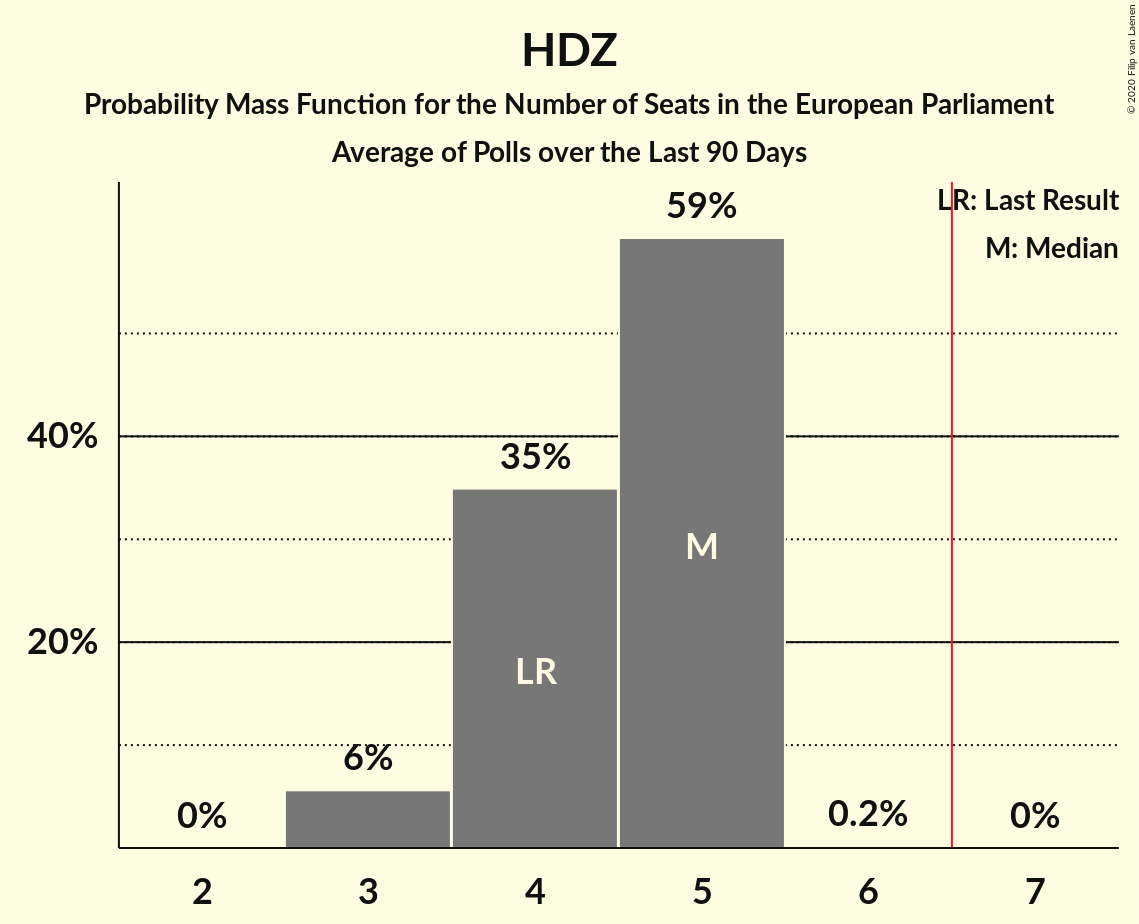 HDZ
Probability Mass Function for the Number of Seats in the European Parliament
Average of Polls over the Last 90 Days
© 2020 Filip van Laenen
LR: Last Result
M: Median
59%
40%
35%
M
20%
LR
6%
0%
0.2%
0%
2 3 4 5 6 7